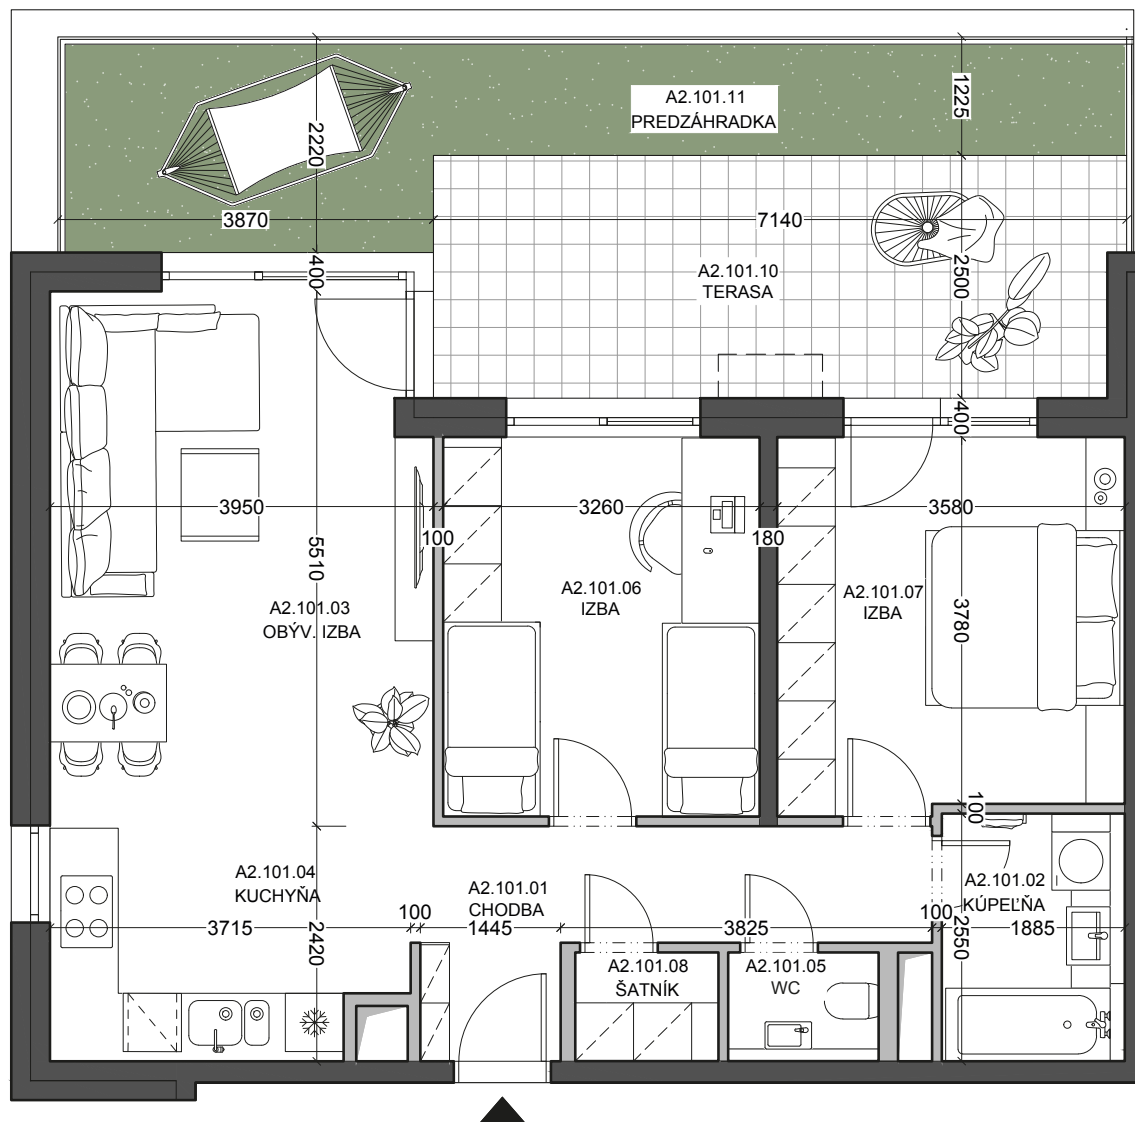 1225
A2.101.11
PREDZÁHRADKA
2220
3870
7140
400
A2.101.10
TERASA
2500
400
3950
100
3260
180
3580
5510
A2.101.03
OBÝV. IZBA
A2.101.06
IZBA
A2.101.07
IZBA
3780
100
A2.101.04
KUCHYŇA
A2.101.01
CHODBA
A2.101.02
KÚPEĽŇA
3715
100
1445
3825
100
1885
2420
2550
A2.101.08
ŠATNÍK
A2.101.05
WC